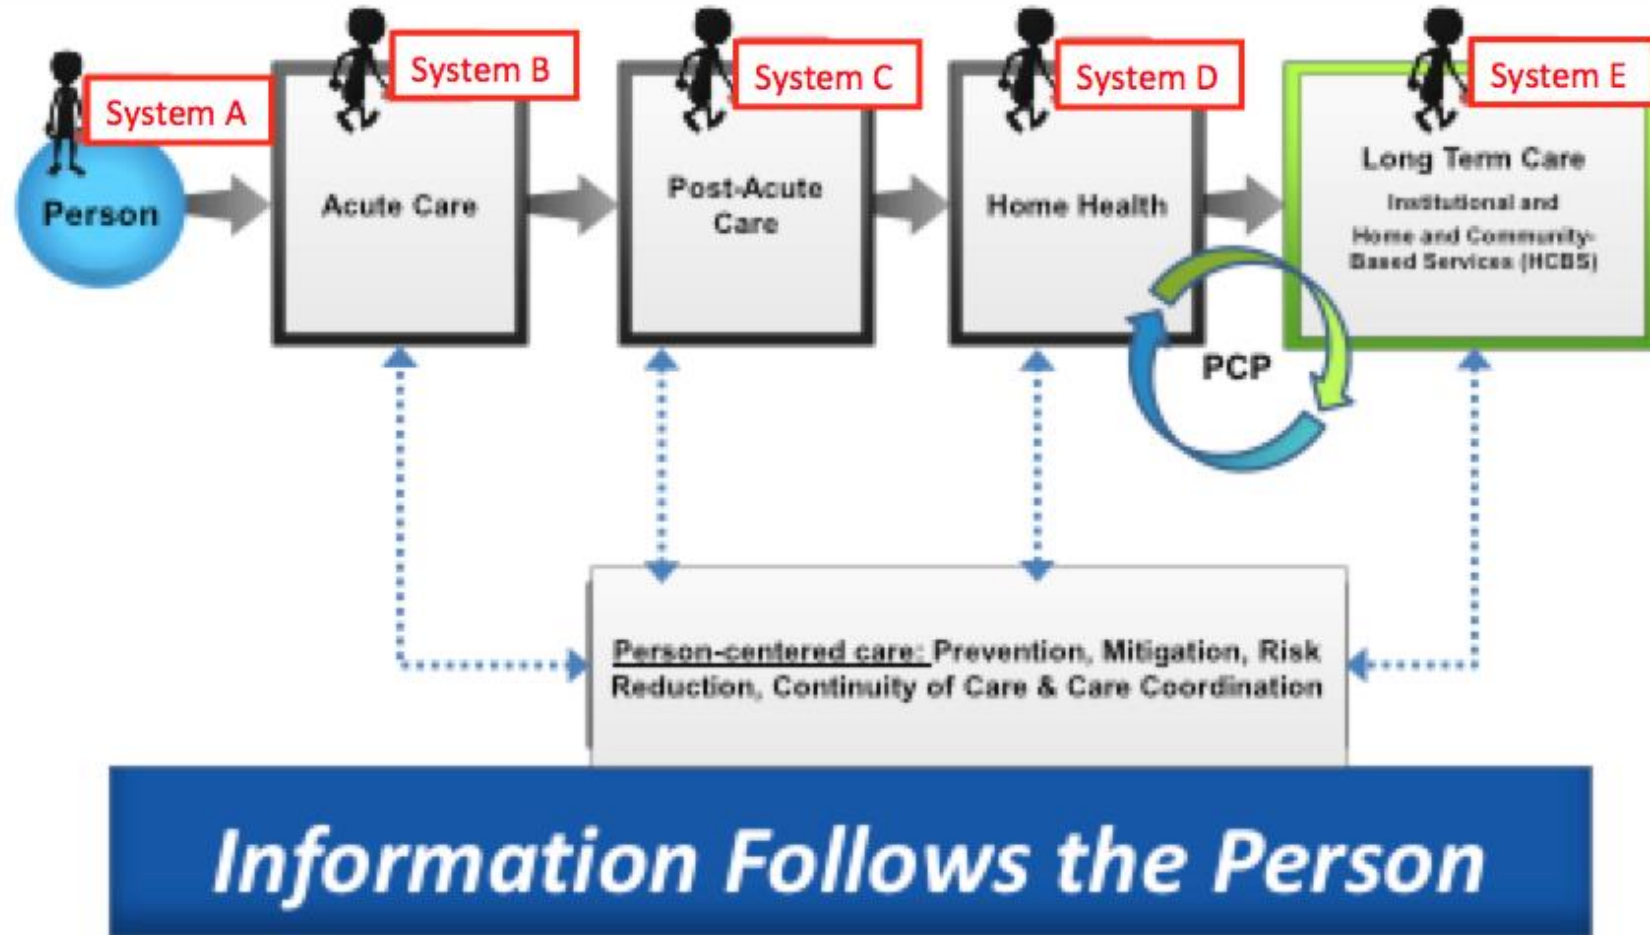 System A
System B
System C
System D
System E
Person
Acute Care
Post-Acute
Care
Home Health
Long Term Care
Institutional and
Home and Community-
Based Services (HCBS)
PCP
Person-centered care: Prevention, Mitigation, Risk
Reduction, Continuity of Care & Care Coordination
Information Follows the Person